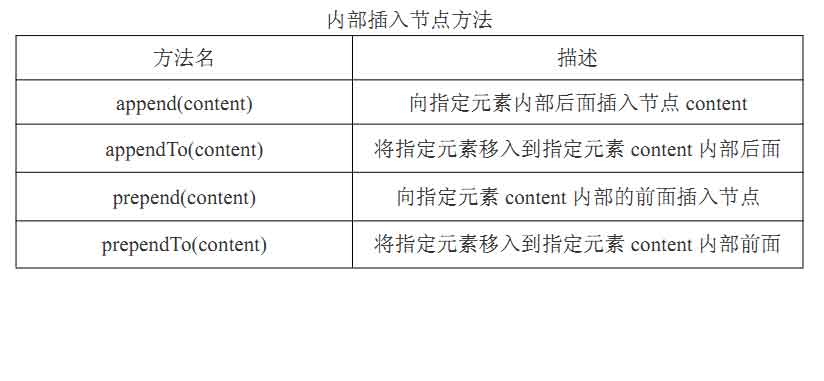 内部插入节点方法
方法名 描述
append(content) 向指定元素内部后面插入节点 content
appendTo(content) 将指定元素移入到指定元素 content 内部后面
prepend(content) 向指定元素 content 内部的前面插入节点
prependTo(content) 将指定元素移入到指定元素 content 内部前面